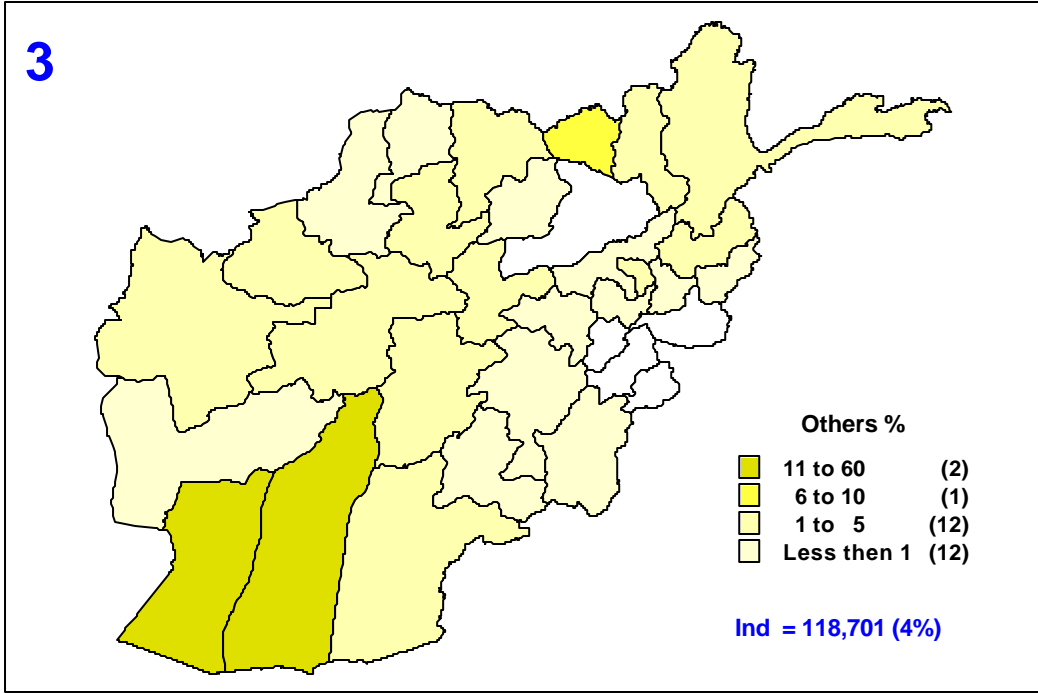 3
Others %
11 to 60 (2)
6 to 10 (1)
1 to 5 (12)
Less then 1 (12)
Ind = 118,701 (4%)